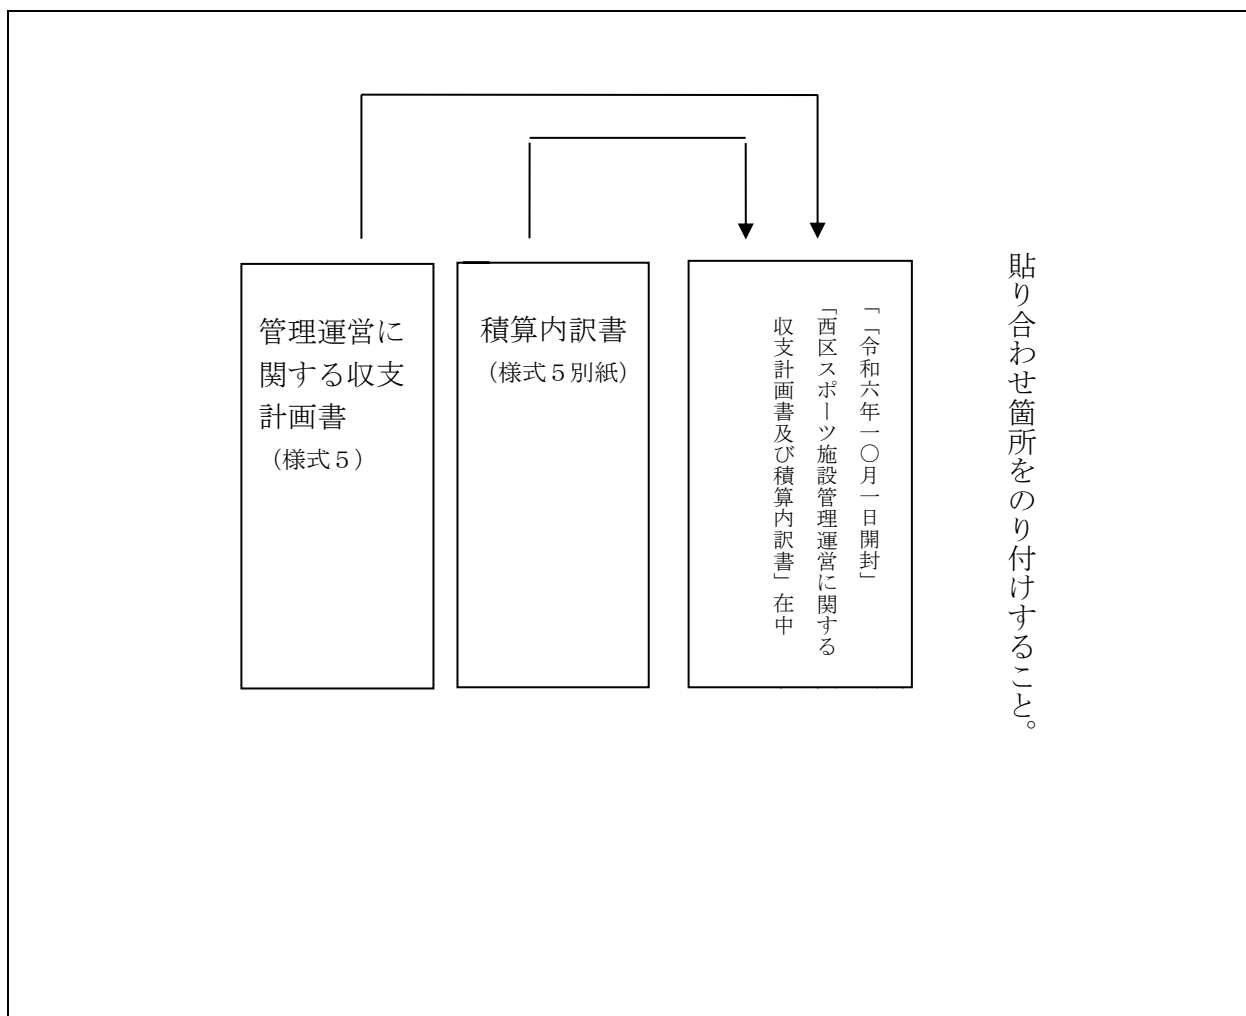 管理運営に
関する収支
計画書
（様式５）
積算内訳書
（様式５別紙）
「「令和六年一〇月一日開封」
「西区スポーツ施設管理運営に関する
収支計画書及び積算内訳書」在中
貼り合わせ箇所をのり付けすること。